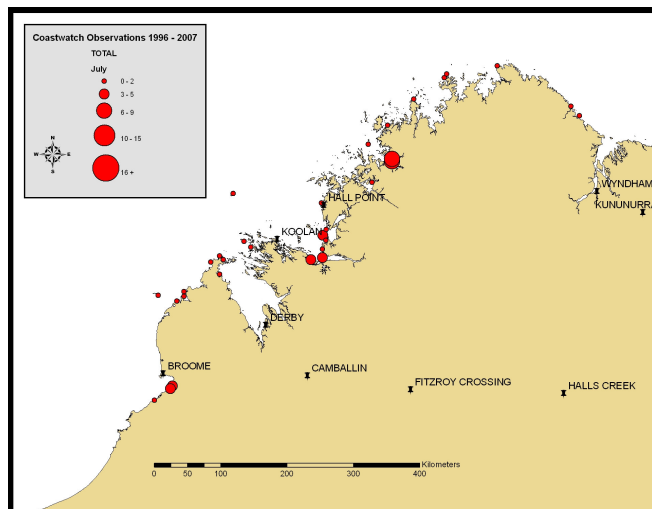 Coastwatch Observations 1996 - 2007
TOTAL
July
0 - 2
3 - 5
6 - 9
10 - 15
16 +
N
W E
S
WYNDHAM
HALL POINT
KUNUNURRA
KOOLAN
DERBY
BROOME
CAMBALLIN
FITZROY CROSSING
HALLS CREEK
Kilometers
0 50 100 200 300 400